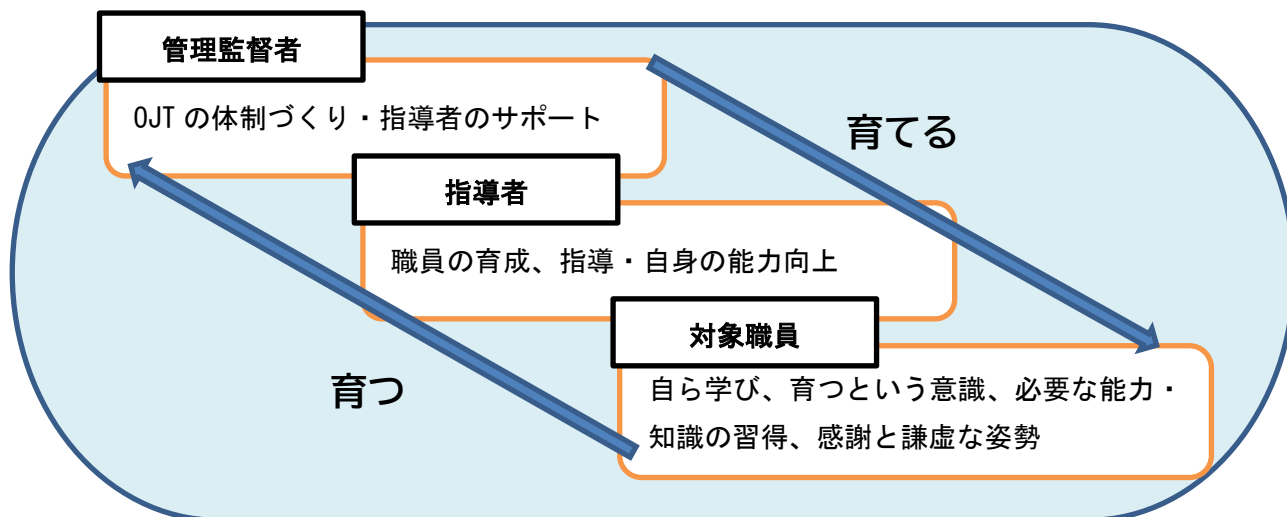 管理監督者
OJT の体制づくり・指導者のサポート
育てる
指導者
職員の育成、指導・自身の能力向上
対象職員
育つ
自ら学び、育つという意識、必要な能力・
知識の習得、感謝と謙虚な姿勢